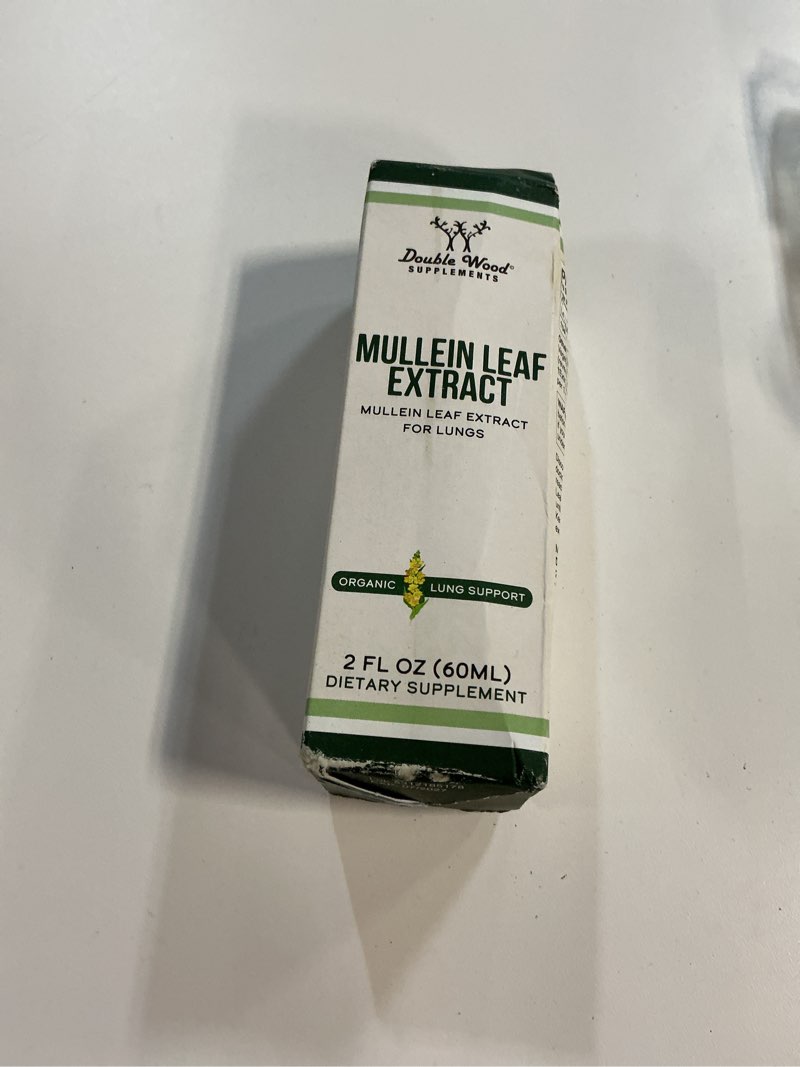 Double Wood®
SUPPLEMENTS
MULLEIN LEAF
EXTRACT
MULLEIN LEAF EXTRACT
FOR LUNGS
ORGANIC LUNG SUPPORT
2 FL OZ (60ML)
DIETARY SUPPLEMENT